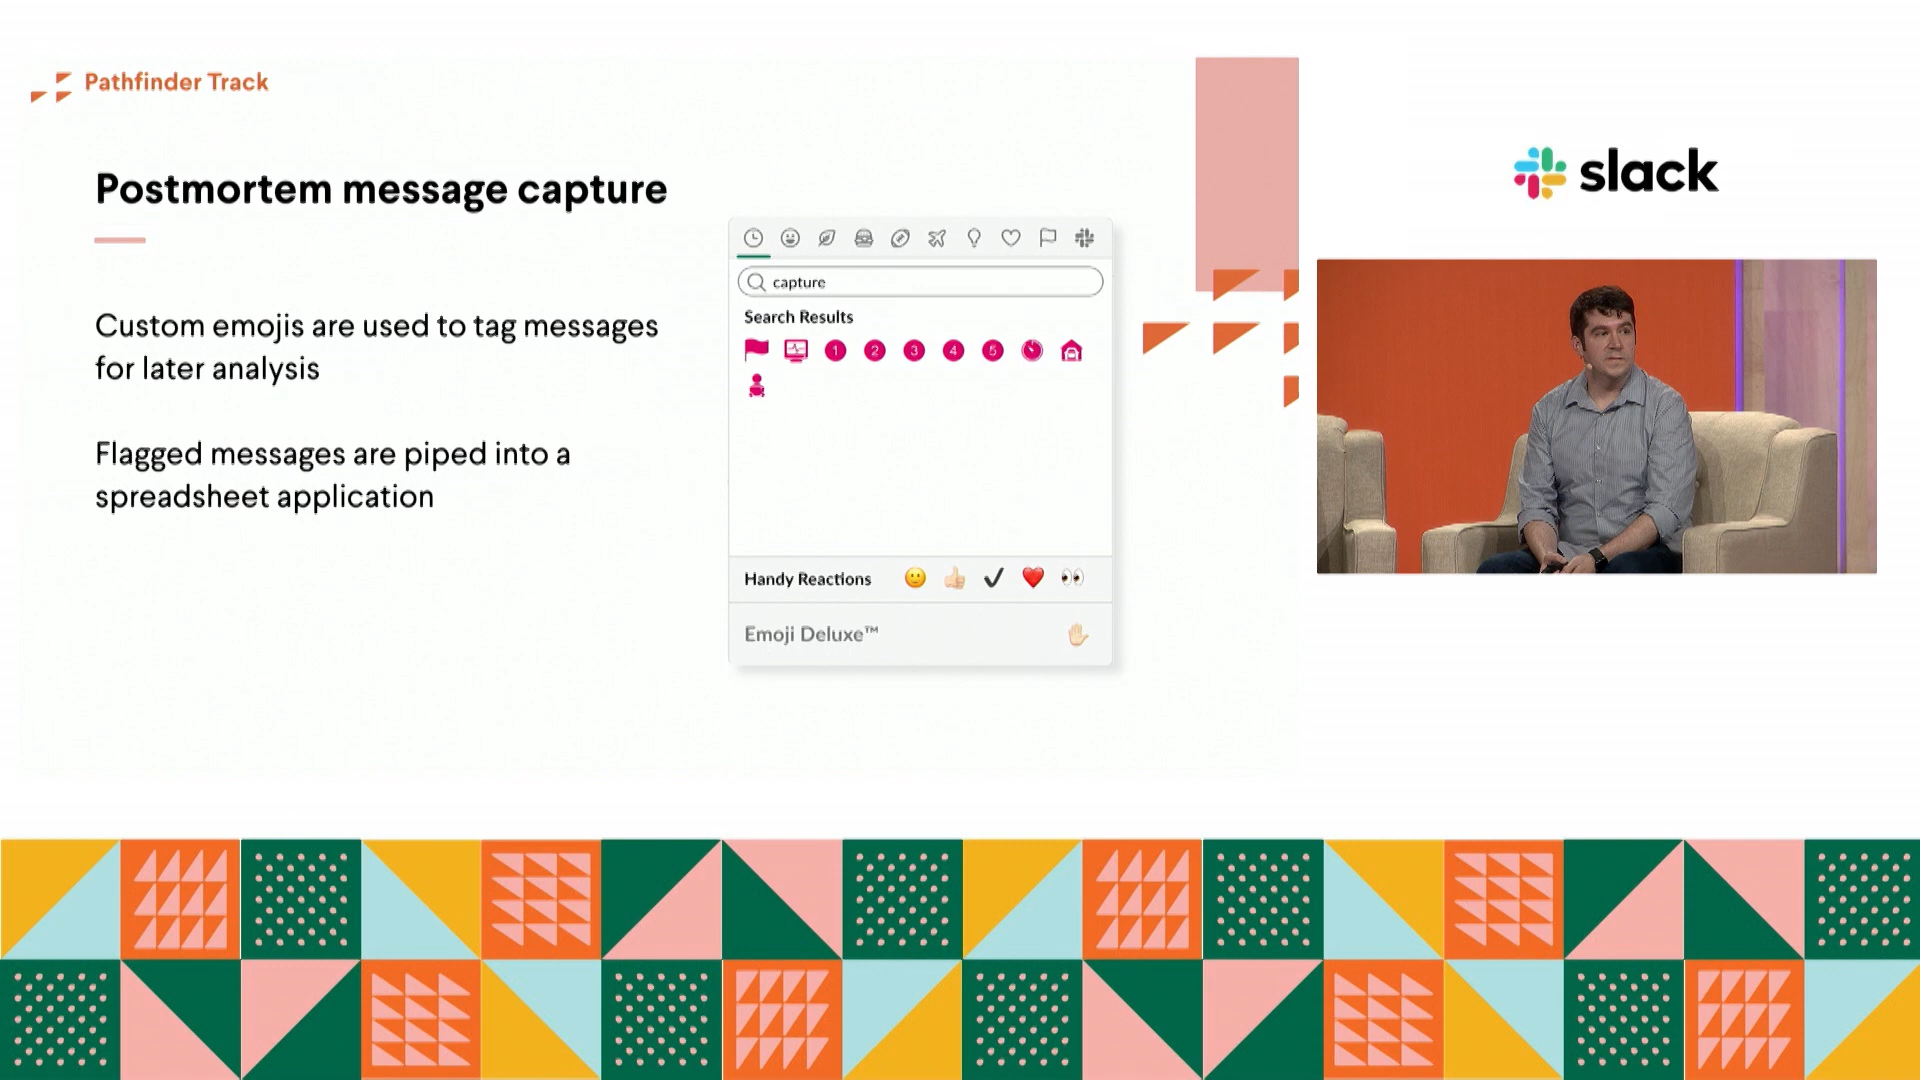 Pathfinder Track
Postmortem message capture
Custom emojis are used to tag messages
for later analysis
Flagged messages are piped into a
spreadsheet application
capture
Search Results
1 2 3 4 5
Handy Reactions
Emoji Deluxe™
slack